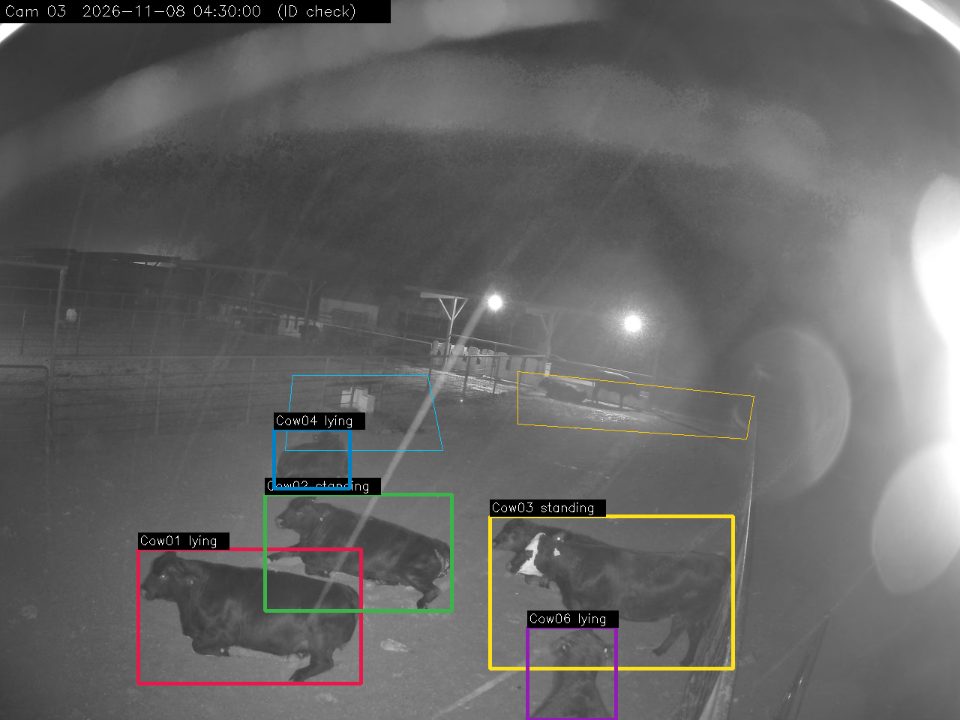 Cam 03 2026-11-08 04:30:00 (ID check)
Cow04 lying
Cow02 standing
Cow03 standing
Cow01 lying
Cow06 lying